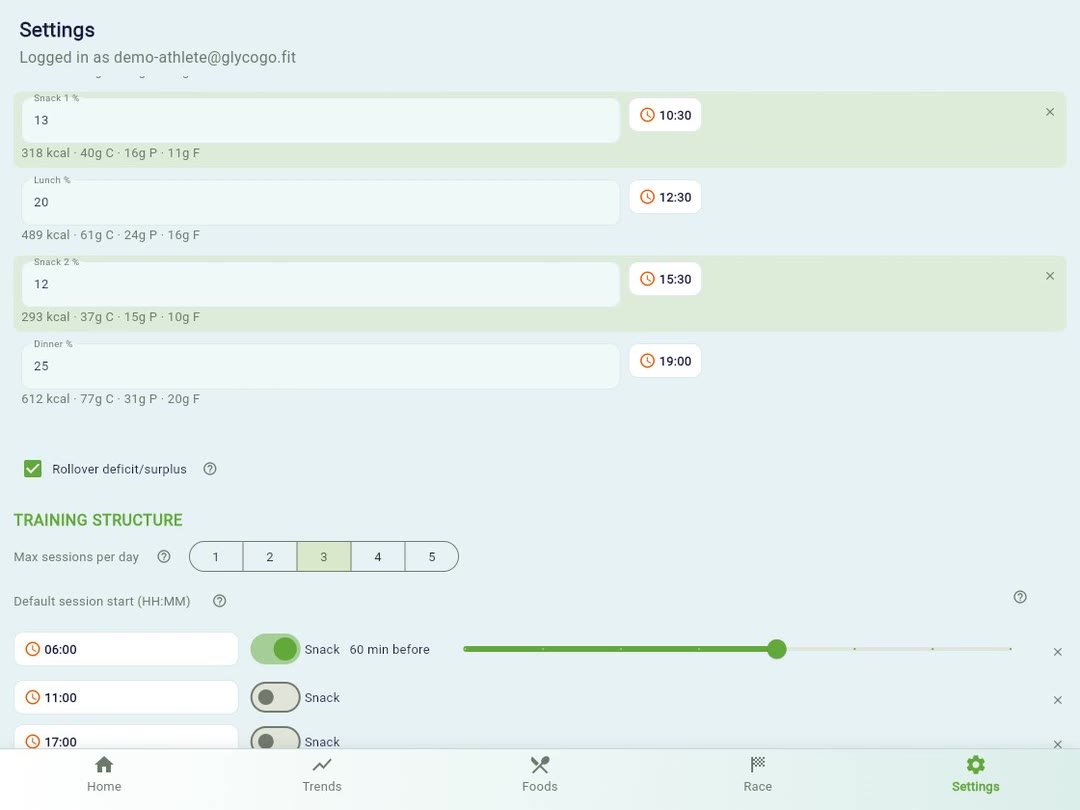 Settings
Logged in as demo-athlete@glycogo.fit
Snack 1 %
13
10:30
318 kcal · 40g C · 16g P · 11g F
Lunch %
20
12:30
489 kcal · 61g C · 24g P · 16g F
Snack 2 %
12
15:30
293 kcal · 37g C · 15g P · 10g F
Dinner %
25
19:00
612 kcal · 77g C · 31g P · 20g F
Rollover deficit/surplus
TRAINING STRUCTURE
Max sessions per day 1 2 3 4 5
Default session start (HH:MM)
06:00 Snack 60 min before
11:00 Snack
17:00 Snack
Home Trends Foods Race Settings